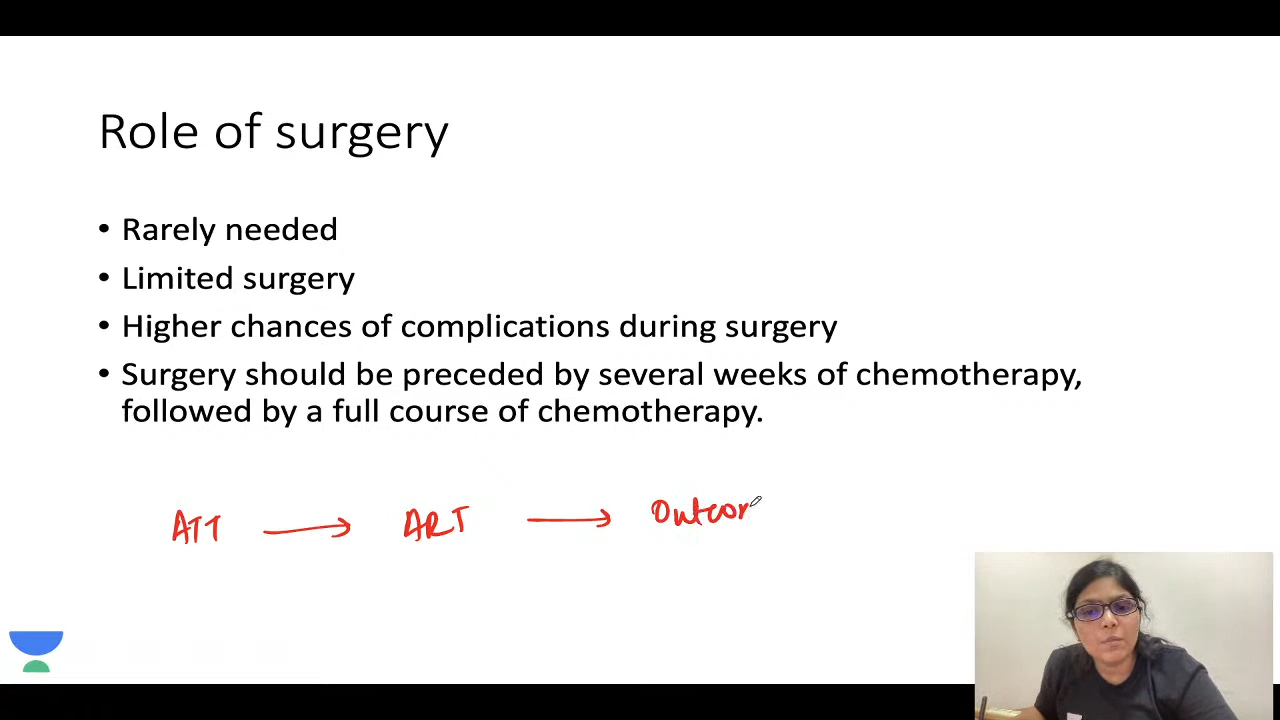 Role of surgery
• Rarely needed
• Limited surgery
• Higher chances of complications during surgery
• Surgery should be preceded by several weeks of chemotherapy,
followed by a full course of chemotherapy.
ATT → ART → Outcor